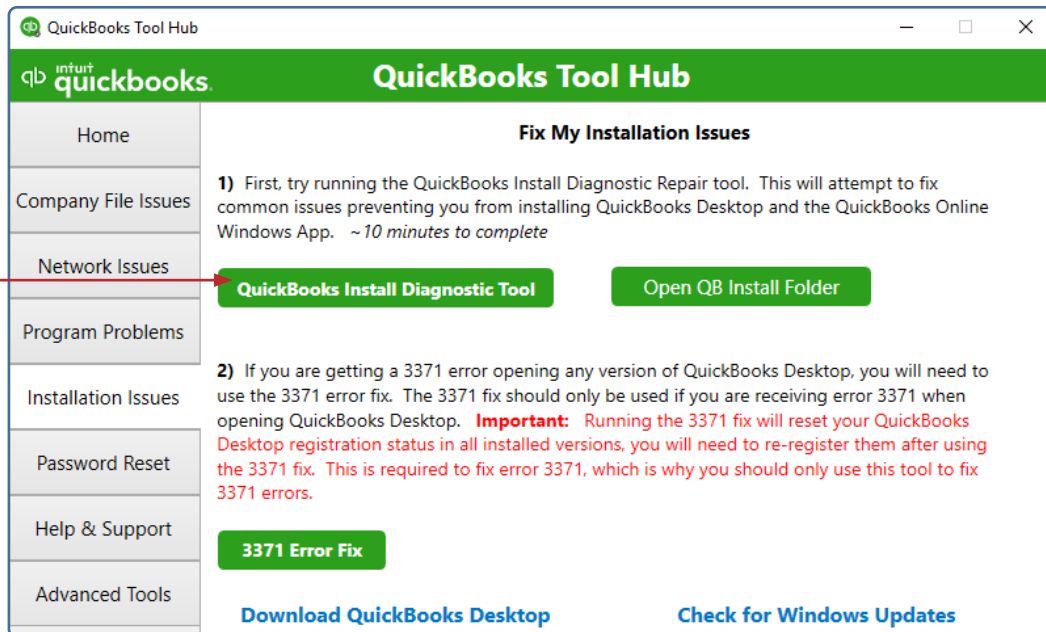 QuickBooks Tool Hub
qb intuit quickbooks.
QuickBooks Tool Hub
Home
Company File Issues
Network Issues
Program Problems
Installation Issues
Password Reset
Help & Support
Advanced Tools
Fix My Installation Issues
1) First, try running the QuickBooks Install Diagnostic Repair tool. This will attempt to fix
common issues preventing you from installing QuickBooks Desktop and the QuickBooks Online
Windows App. ~10 minutes to complete
QuickBooks Install Diagnostic Tool
Open QB Install Folder
2) If you are getting a 3371 error opening any version of QuickBooks Desktop, you will need to
use the 3371 error fix. The 3371 fix should only be used if you are receiving error 3371 when
opening QuickBooks Desktop. Important: Running the 3371 fix will reset your QuickBooks
Desktop registration status in all installed versions, you will need to re-register them after using
the 3371 fix. This is required to fix error 3371, which is why you should only use this tool to fix
3371 errors.
3371 Error Fix
Download QuickBooks Desktop
Check for Windows Updates